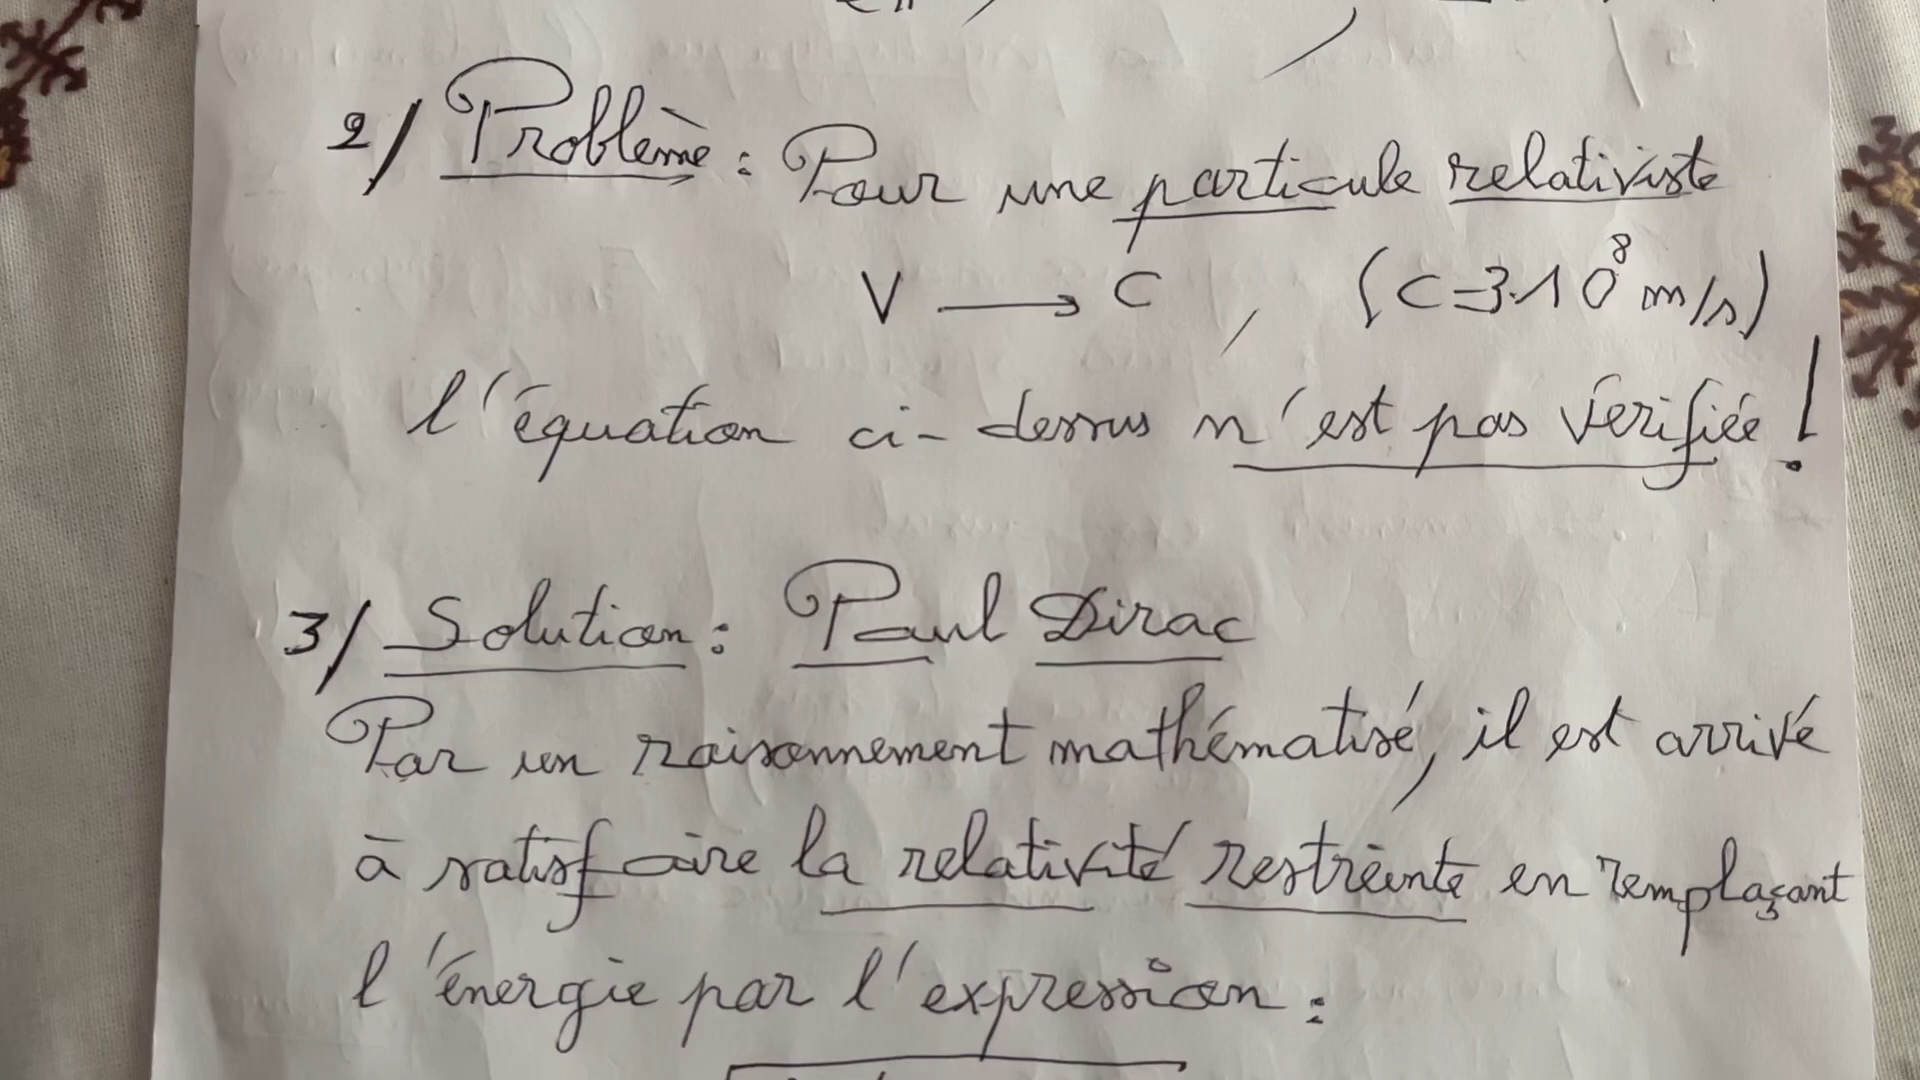 2/ Problème : Pour une particule relativiste
V → C , (C=3.10⁸ m/s)
l'équation ci-dessus n'est pas vérifiée !
3/ Solution : Paul Dirac
Par un raisonnement mathématisé, il est arrivé
à satisfaire la relativité restreinte en remplaçant
l'énergie par l'expression :